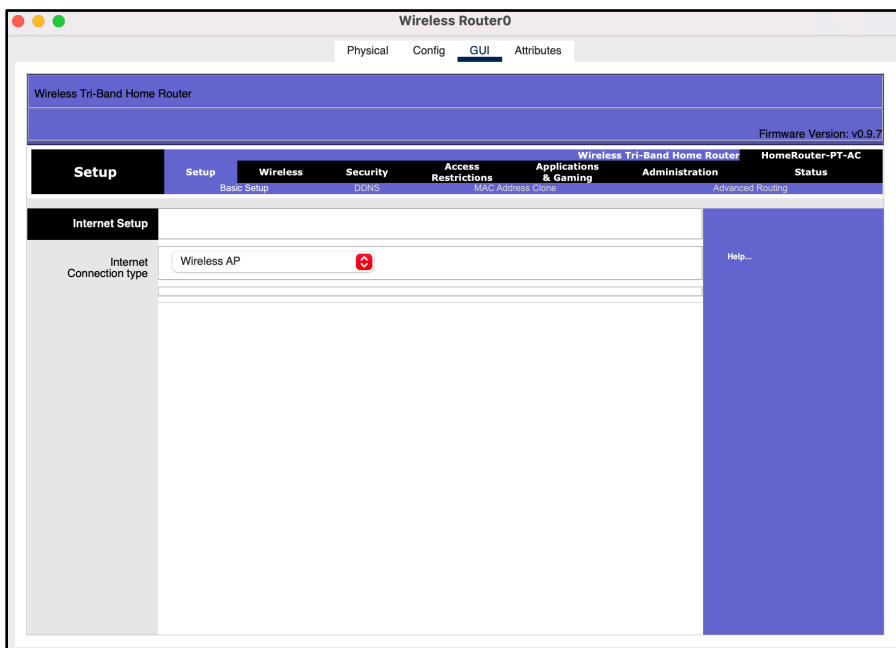 Wireless Router0
Physical Config GUI Attributes
Wireless Tri-Band Home Router
Firmware Version: v0.9.7
Wireless Tri-Band Home Router HomeRouter-PT-AC
Setup Setup Wireless Security Access Restrictions Applications & Gaming Administration Status
Basic Setup DDNS MAC Address Clone Advanced Routing
Internet Setup
Internet
Connection type
Wireless AP
Help...